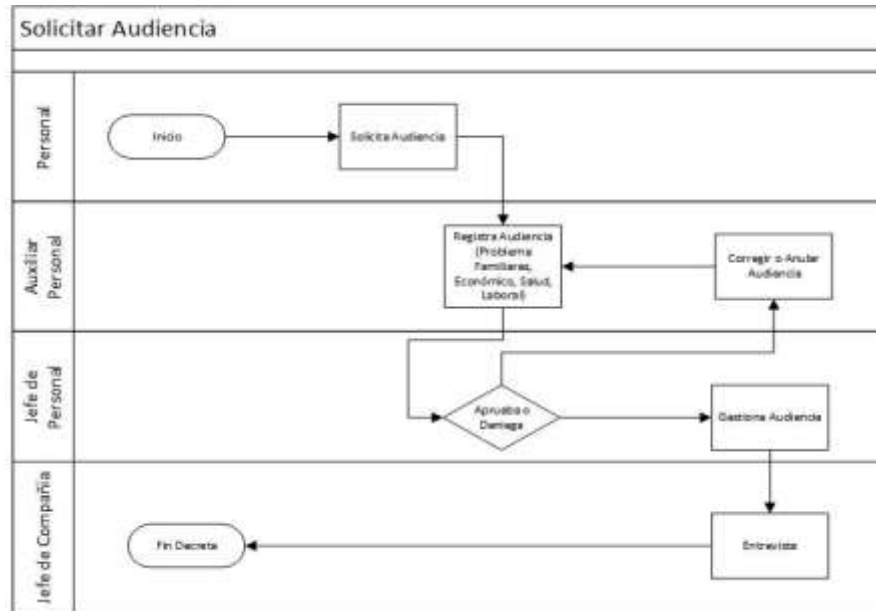 Solicitar Audiencia
Personal
Inicio
Solicita Audiencia
Auxiliar
Personal
Registra Audiencia
(Problema
Familiares,
Económico, Salud,
Laboral)
Corregir o Anular
Audiencia
Jefe de
Personal
Aprueba o
Deniega
Gestiona Audiencia
Jefe de Compañia
Fin Decreta
Entrevista